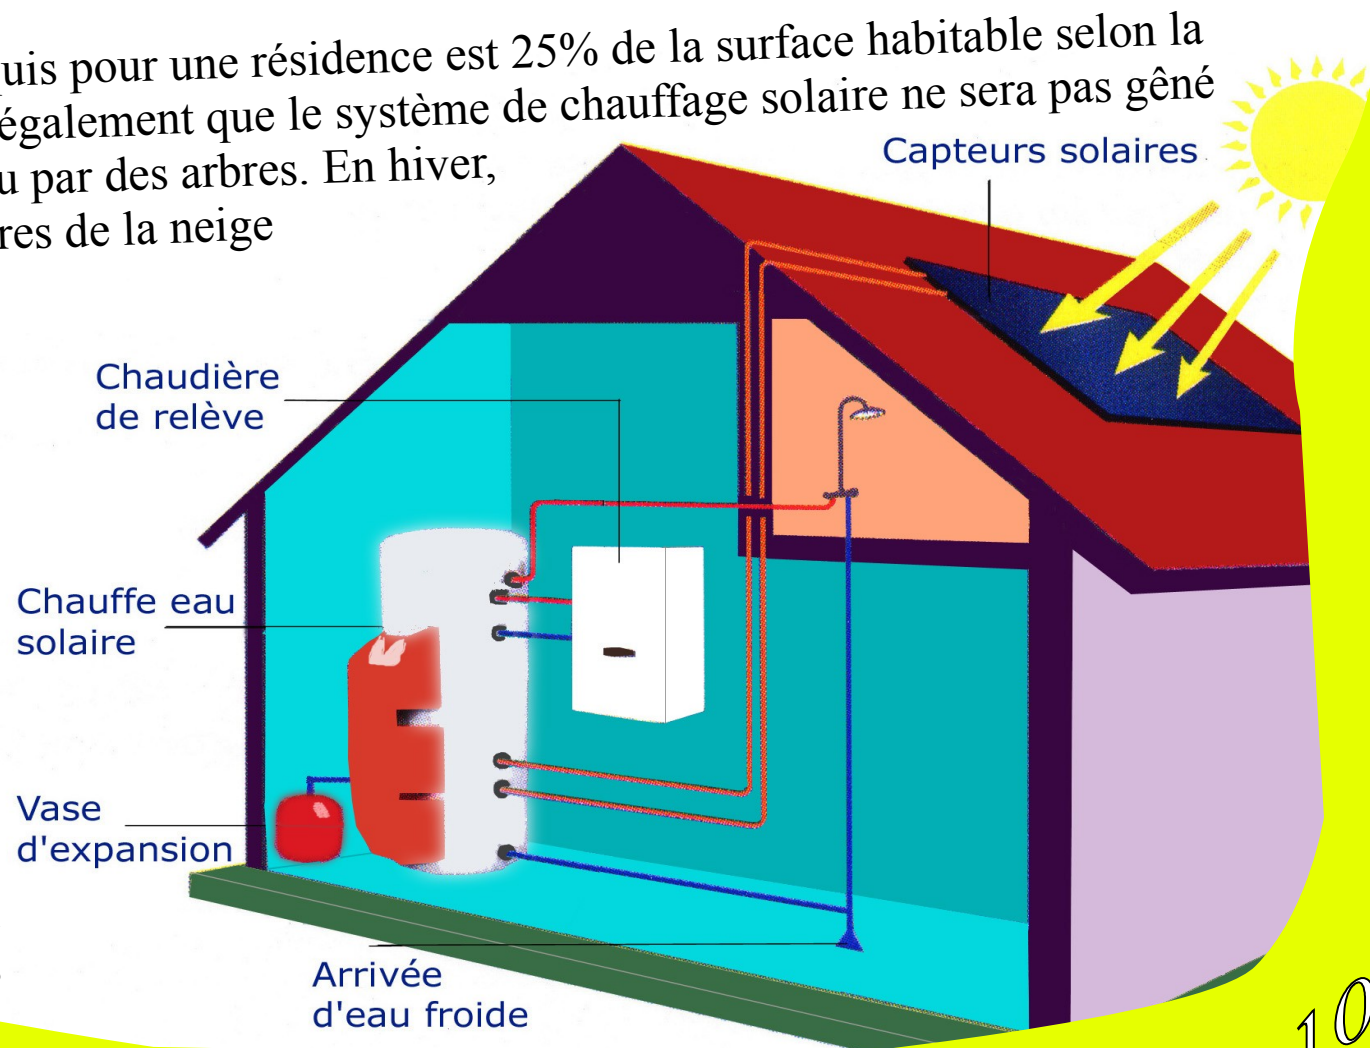 uis pour une résidence est 25% de la surface habitable selon la
également que le système de chauffage solaire ne sera pas gêné
u par des arbres. En hiver,
res de la neige
Capteurs solaires
Chaudière
de relève
Chauffe eau
solaire
Vase
d'expansion
Arrivée
d'eau froide
10